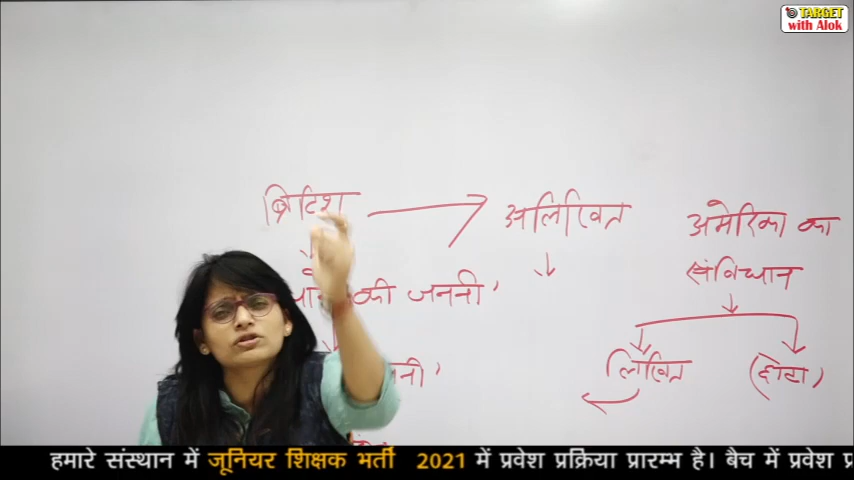 TARGET
with Alok
ब्रिटिश → अलिखित
अमेरिका का
संविधान
की जननी'
लिखित (छोटा)
हमारे संस्थान में जूनियर शिक्षक भर्ती 2021 में प्रवेश प्रक्रिया प्रारम्भ है। बैच में प्रवेश